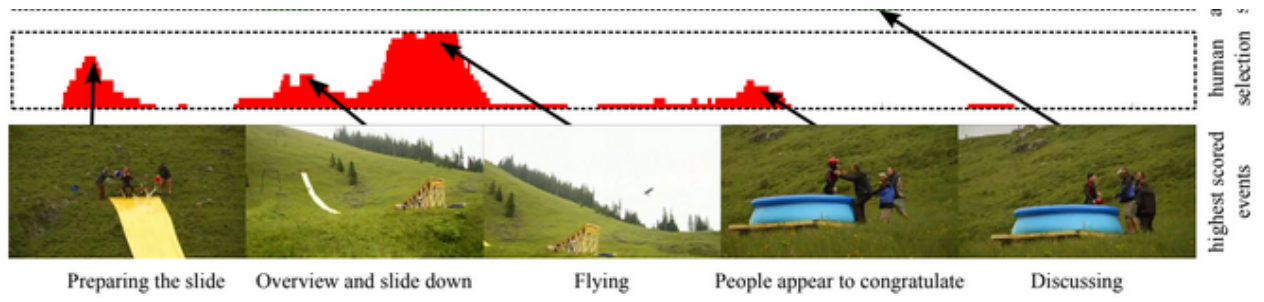 human
selection
highest scored
events
Preparing the slide
Overview and slide down
Flying
People appear to congratulate
Discussing